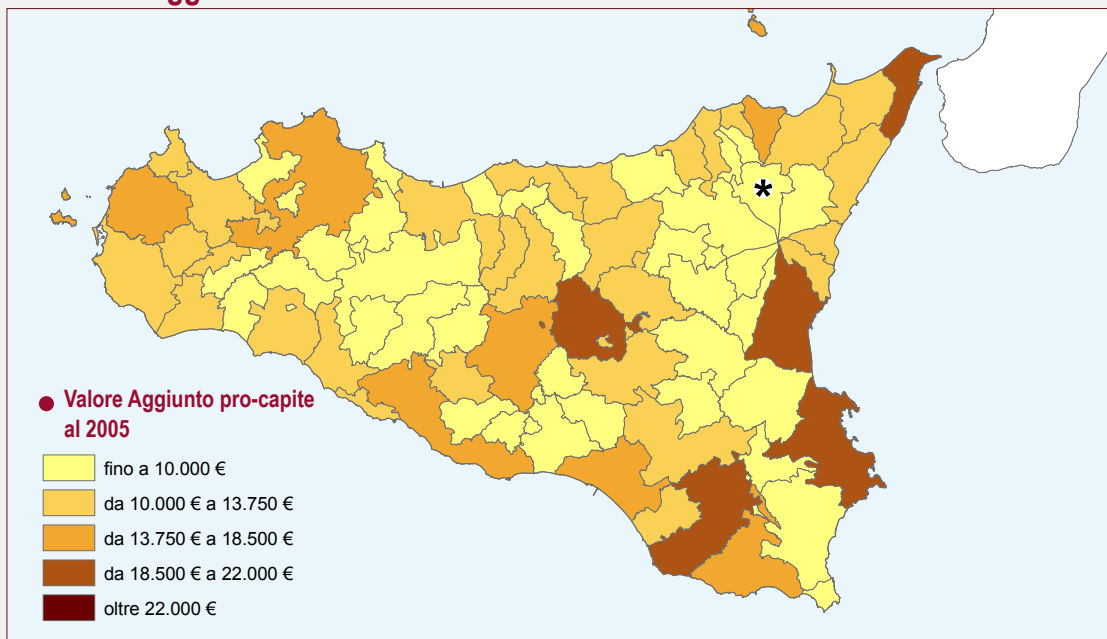 Valore Aggiunto pro-capite
al 2005
fino a 10.000 €
da 10.000 € a 13.750 €
da 13.750 € a 18.500 €
da 18.500 € a 22.000 €
oltre 22.000 €
*